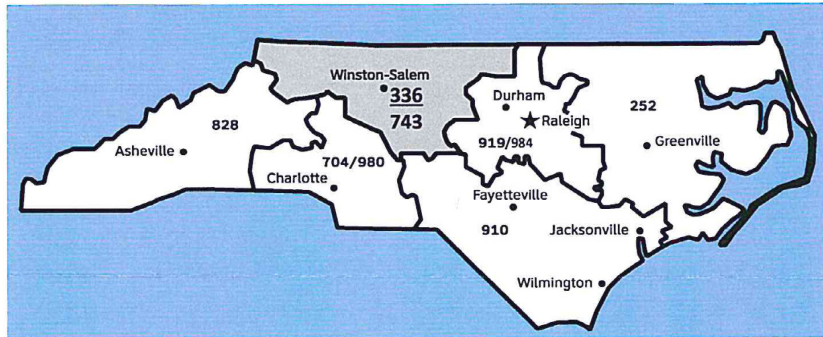 Winston-Salem
336
743
Durham
Raleigh
252
828
919/984
Greenville
Asheville
704/980
Charlotte
Fayetteville
910
Jacksonville
Wilmington